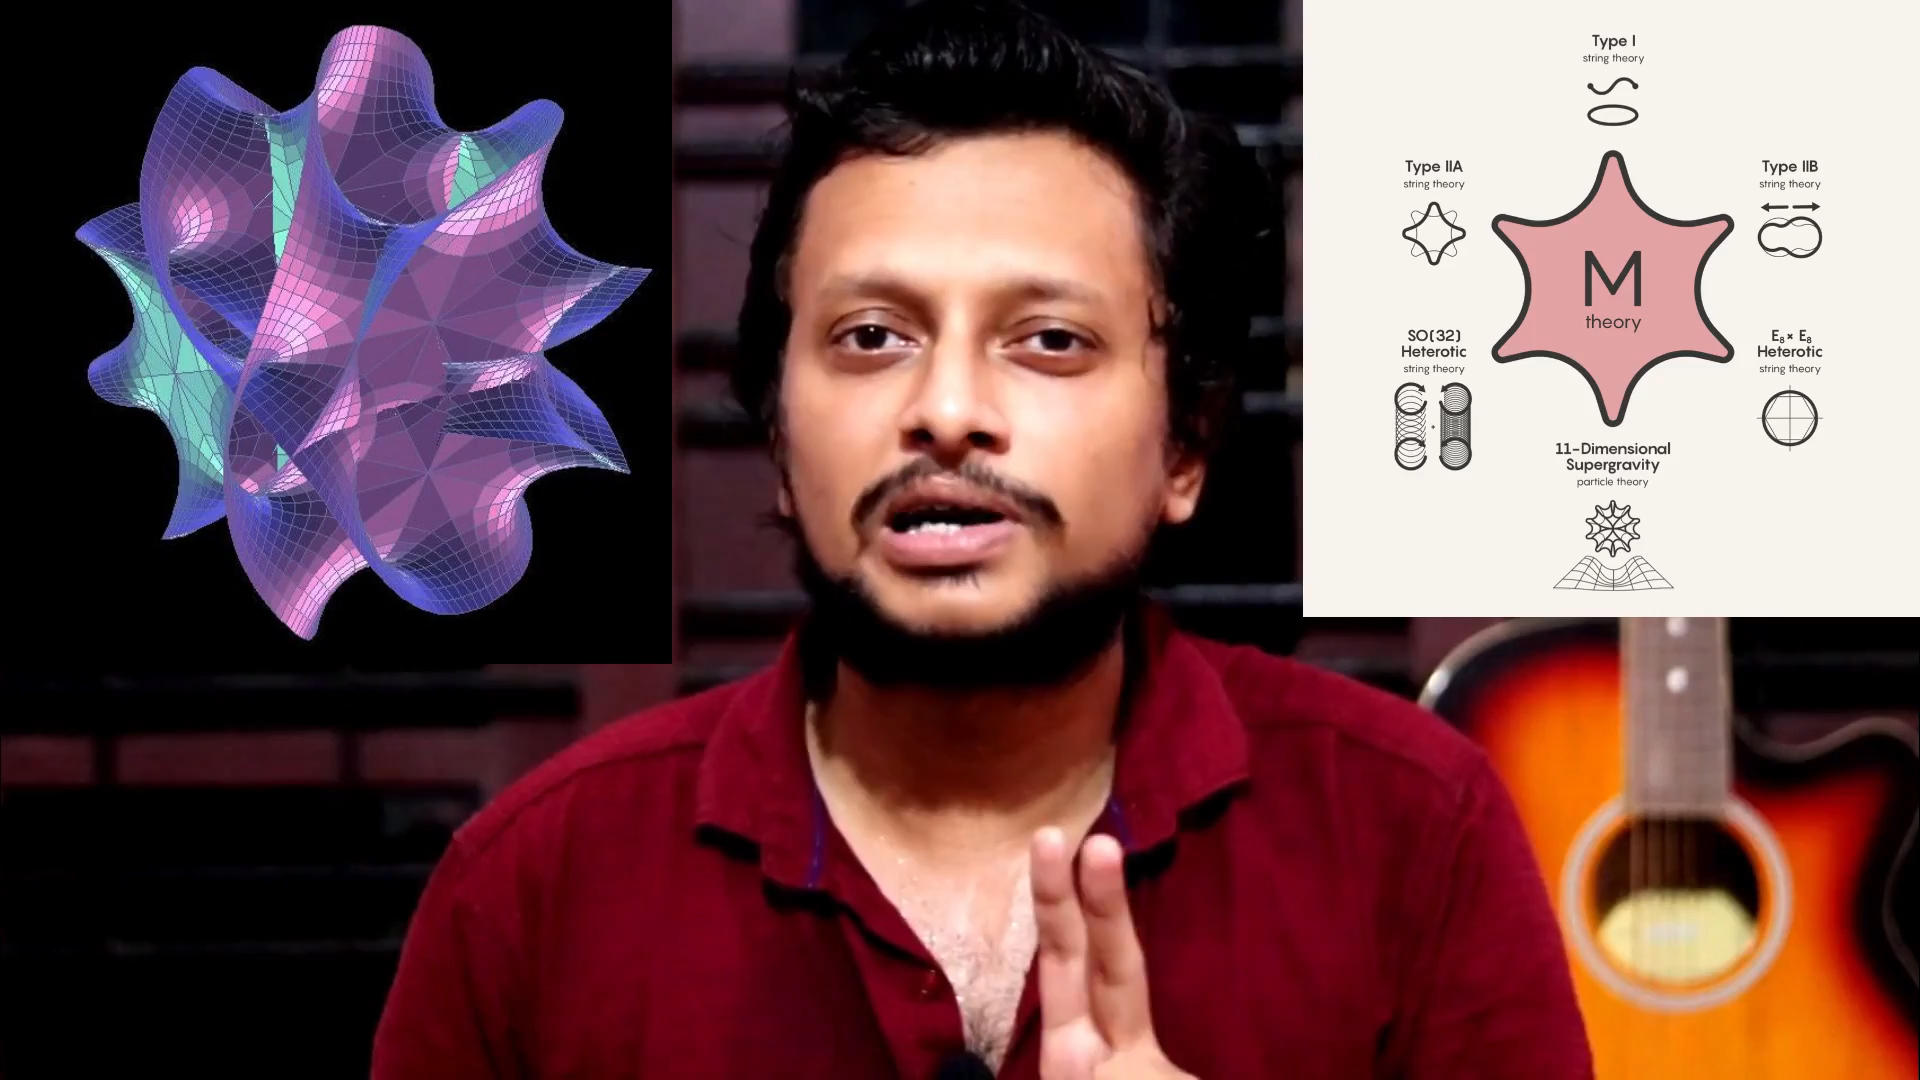 Type I
string theory
Type IIA
string theory
Type IIB
string theory
M
theory
SO(32)
Heterotic
string theory
E₈ × E₈
Heterotic
string theory
11-Dimensional
Supergravity
particle theory